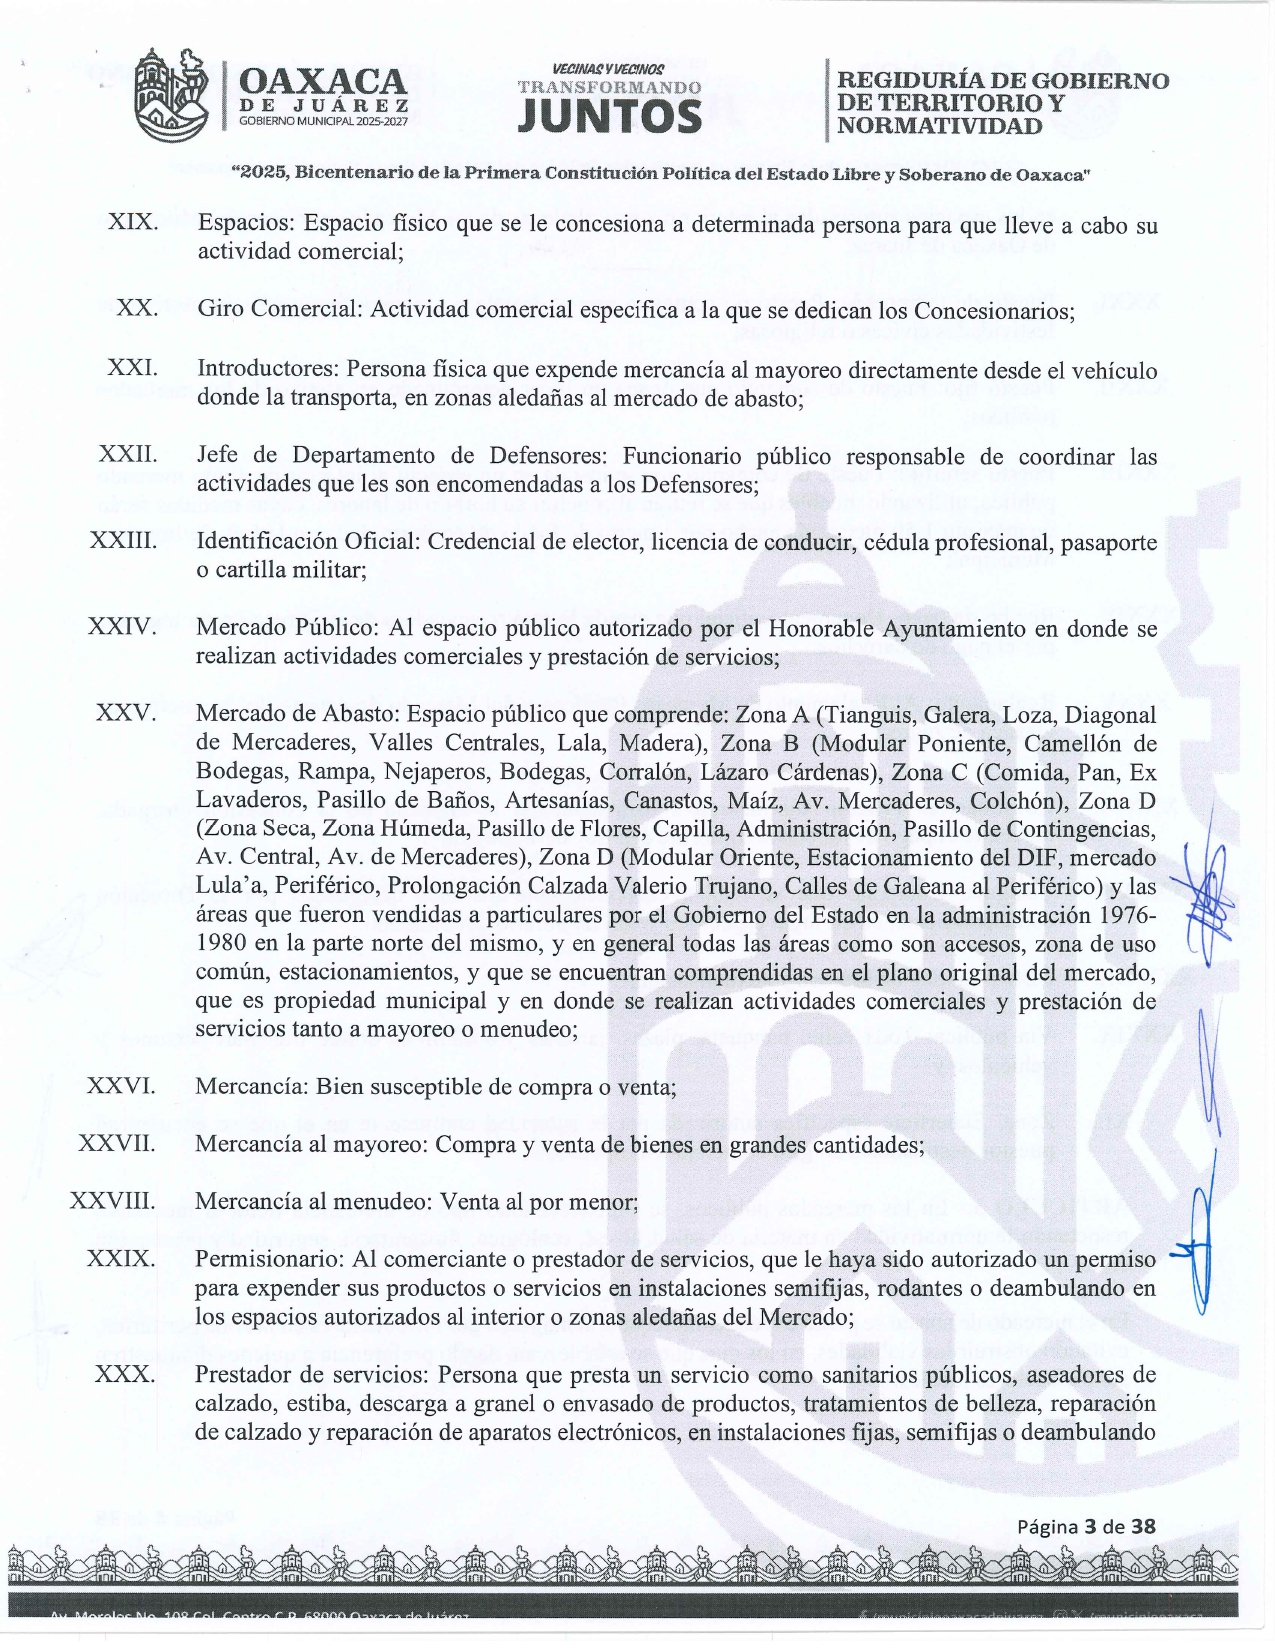 OAXACA
DE JUÁREZ
GOBIERNO MUNICIPAL 2025-2027
VECINAS Y VECINOS
TRANSFORMANDO
JUNTOS
REGIDURÍA DE GOBIERNO
DE TERRITORIO Y
NORMATIVIDAD
"2025, Bicentenario de la Primera Constitución Política del Estado Libre y Soberano de Oaxaca"
XIX. Espacios: Espacio físico que se le concesiona a determinada persona para que lleve a cabo su
actividad comercial;
XX. Giro Comercial: Actividad comercial específica a la que se dedican los Concesionarios;
XXI. Introductores: Persona física que expende mercancía al mayoreo directamente desde el vehículo
donde la transporta, en zonas aledañas al mercado de abasto;
XXII. Jefe de Departamento de Defensores: Funcionario público responsable de coordinar las
actividades que les son encomendadas a los Defensores;
XXIII. Identificación Oficial: Credencial de elector, licencia de conducir, cédula profesional, pasaporte
o cartilla militar;
XXIV. Mercado Público: Al espacio público autorizado por el Honorable Ayuntamiento en donde se
realizan actividades comerciales y prestación de servicios;
XXV. Mercado de Abasto: Espacio público que comprende: Zona A (Tianguis, Galera, Loza, Diagonal
de Mercaderes, Valles Centrales, Lala, Madera), Zona B (Modular Poniente, Camellón de
Bodegas, Rampa, Nejaperos, Bodegas, Corralón, Lázaro Cárdenas), Zona C (Comida, Pan, Ex
Lavaderos, Pasillo de Baños, Artesanías, Canastos, Maíz, Av. Mercaderes, Colchón), Zona D
(Zona Seca, Zona Húmeda, Pasillo de Flores, Capilla, Administración, Pasillo de Contingencias,
Av. Central, Av. de Mercaderes), Zona D (Modular Oriente, Estacionamiento del DIF, mercado
Lula'a, Periférico, Prolongación Calzada Valerio Trujano, Calles de Galeana al Periférico) y las
áreas que fueron vendidas a particulares por el Gobierno del Estado en la administración 1976-
1980 en la parte norte del mismo, y en general todas las áreas como son accesos, zona de uso
común, estacionamientos, y que se encuentran comprendidas en el plano original del mercado,
que es propiedad municipal y en donde se realizan actividades comerciales y prestación de
servicios tanto a mayoreo o menudeo;
XXVI. Mercancía: Bien susceptible de compra o venta;
XXVII. Mercancía al mayoreo: Compra y venta de bienes en grandes cantidades;
XXVIII. Mercancía al menudeo: Venta al por menor;
XXIX. Permisionario: Al comerciante o prestador de servicios, que le haya sido autorizado un permiso
para expender sus productos o servicios en instalaciones semifijas, rodantes o deambulando en
los espacios autorizados al interior o zonas aledañas del Mercado;
XXX. Prestador de servicios: Persona que presta un servicio como sanitarios públicos, aseadores de
calzado, estiba, descarga a granel o envasado de productos, tratamientos de belleza, reparación
de calzado y reparación de aparatos electrónicos, en instalaciones fijas, semifijas o deambulando
Página 3 de 38
Av. Morelos No. 108 Col. Centro C.P. 68000 Oaxaca de Juárez